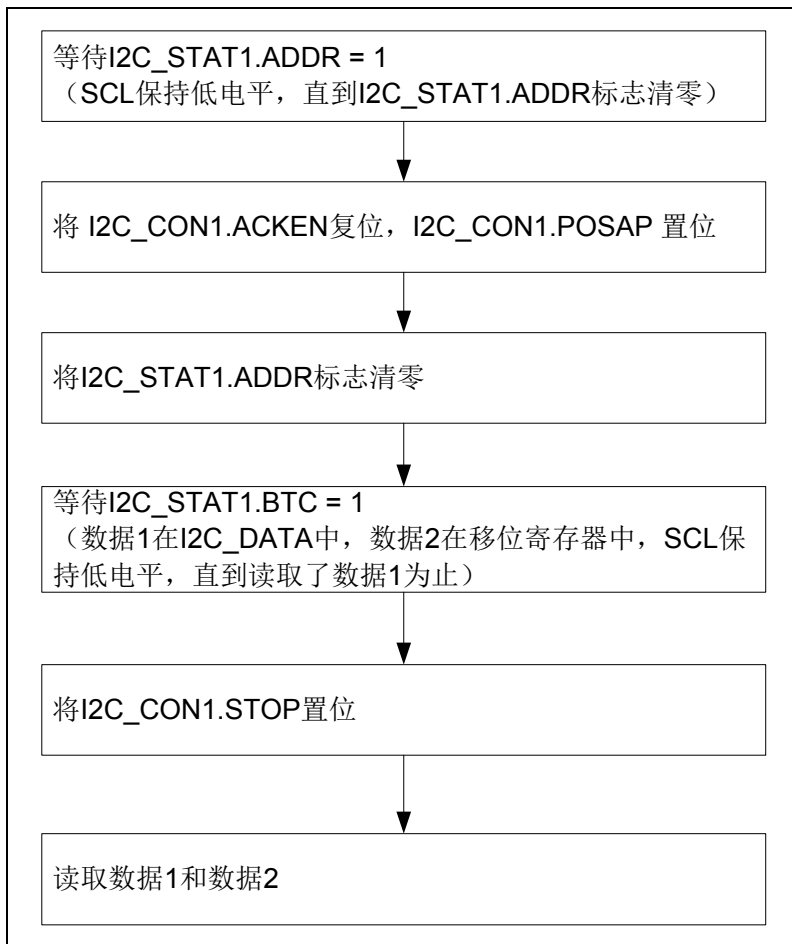 等待I2C_STAT1.ADDR = 1
（SCL保持低电平，直到I2C_STAT1.ADDR标志清零）
将 I2C_CON1.ACKEN复位，I2C_CON1.POSAP 置位
将I2C_STAT1.ADDR标志清零
等待I2C_STAT1.BTC = 1
（数据1在I2C_DATA中，数据2在移位寄存器中，SCL保
持低电平，直到读取了数据1为止）
将I2C_CON1.STOP置位
读取数据1和数据2